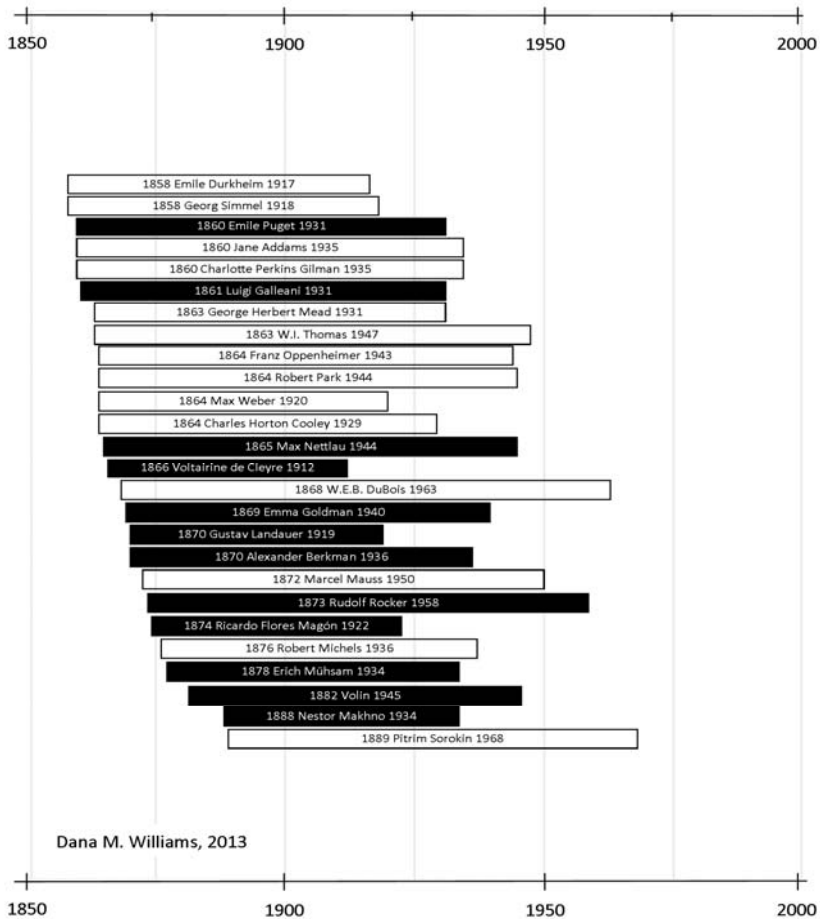 1850 1900 1950 2000
1858 Emile Durkheim 1917
1858 Georg Simmel 1918
1860 Emile Puget 1931
1860 Jane Addams 1935
1860 Charlotte Perkins Gilman 1935
1861 Luigi Galleani 1931
1863 George Herbert Mead 1931
1863 W.I. Thomas 1947
1864 Franz Oppenheimer 1943
1864 Robert Park 1944
1864 Max Weber 1920
1864 Charles Horton Cooley 1929
1865 Max Nettlau 1944
1866 Voltairine de Cleyre 1912
1868 W.E.B. DuBois 1963
1869 Emma Goldman 1940
1870 Gustav Landauer 1919
1870 Alexander Berkman 1936
1872 Marcel Mauss 1950
1873 Rudolf Rocker 1958
1874 Ricardo Flores Magón 1922
1876 Robert Michels 1936
1878 Erich Mühsam 1934
1882 Volin 1945
1888 Nestor Makhno 1934
1889 Pitrim Sorokin 1968
Dana M. Williams, 2013
1850 1900 1950 2000